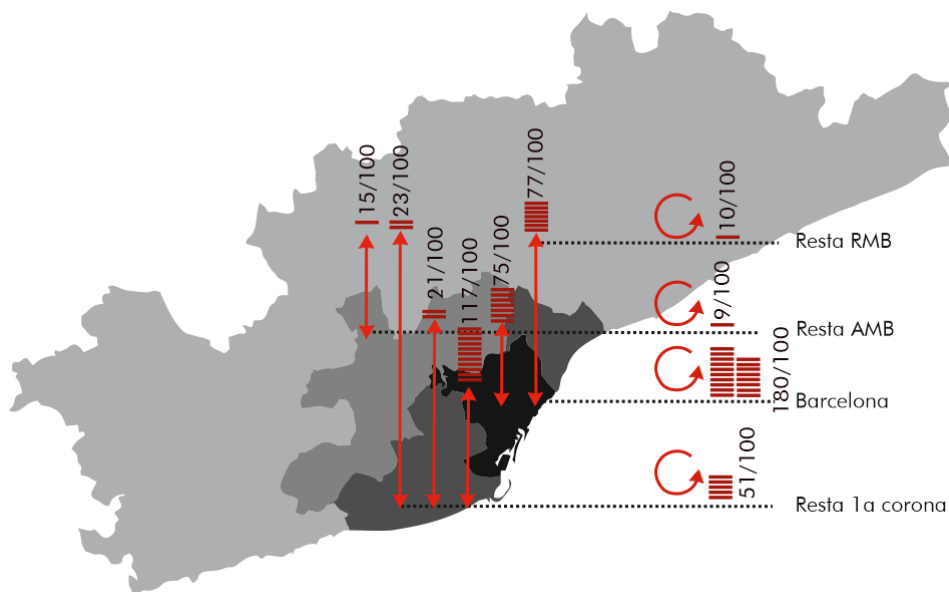 15/100
23/100
21/100
117/100
75/100
77/100
10/100
Resta RMB
9/100
Resta AMB
180/100
Barcelona
51/100
Resta 1a corona